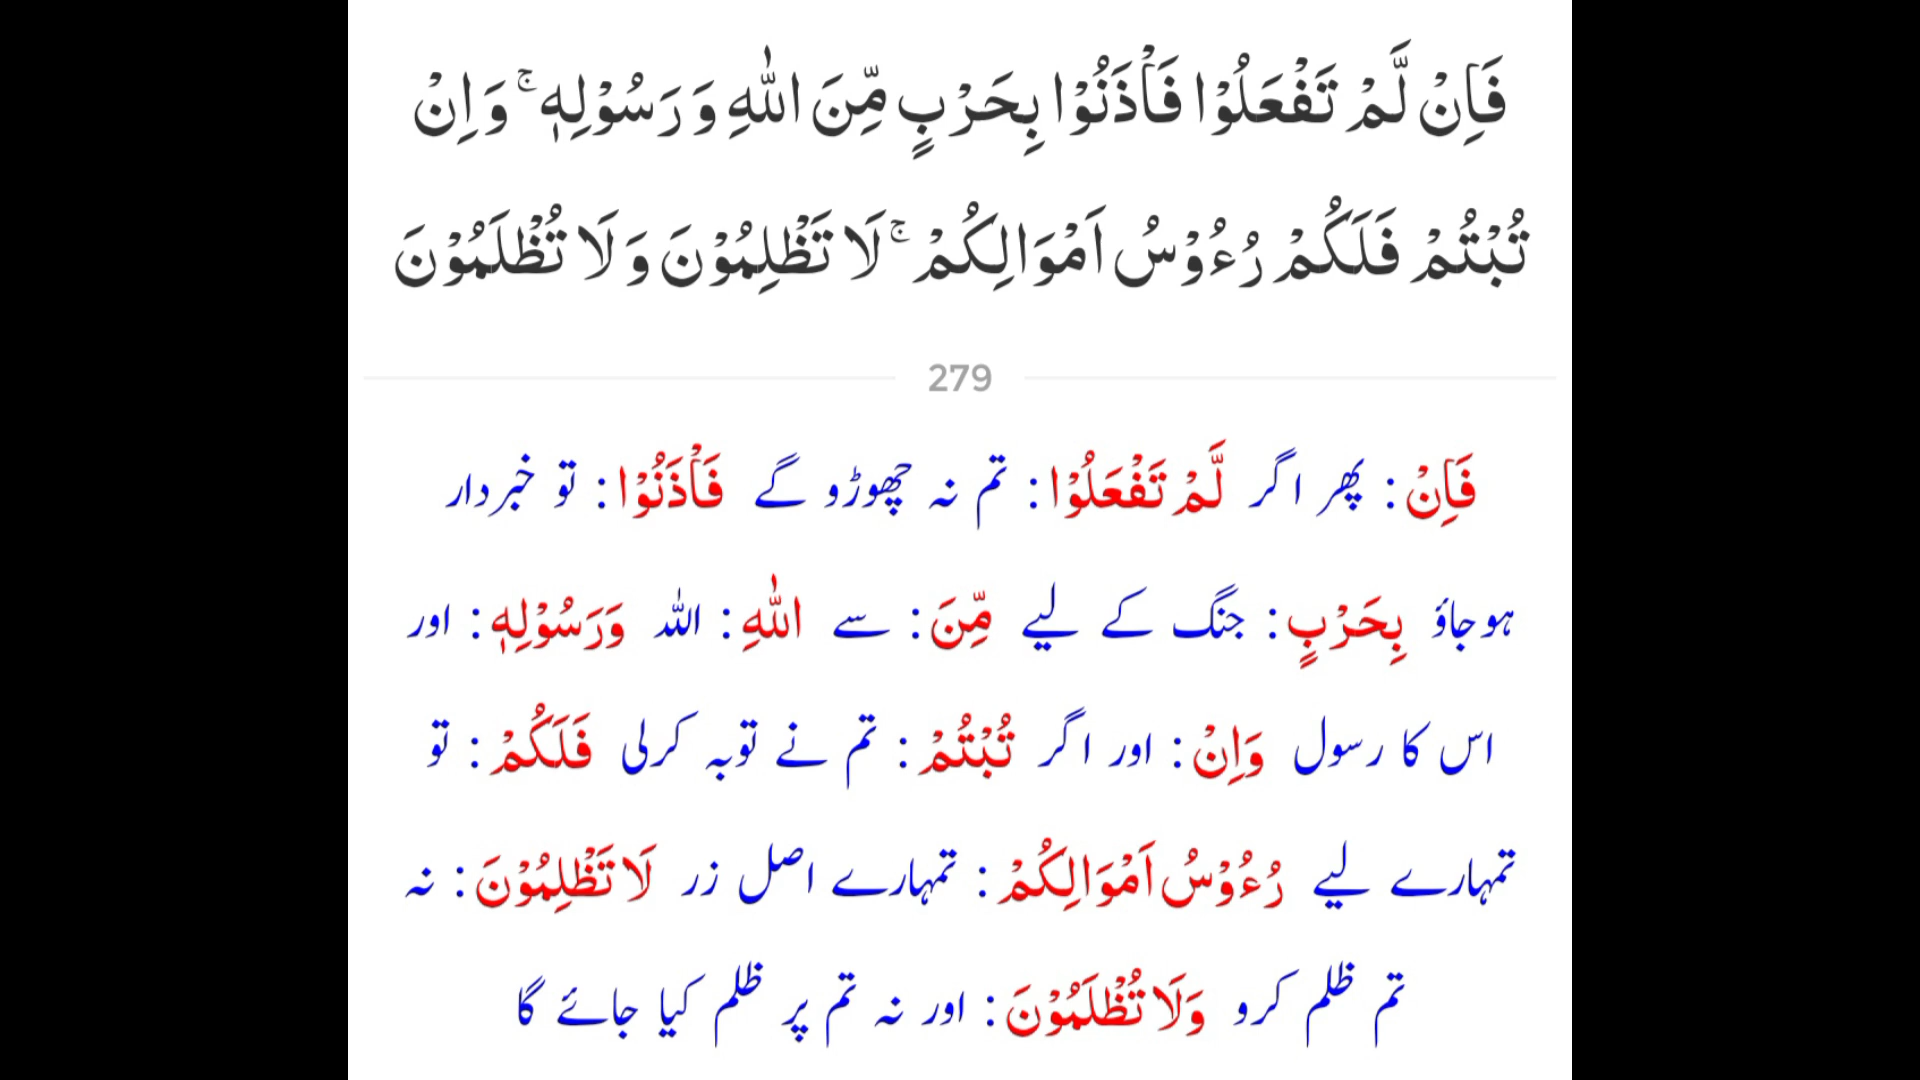 فَاِنْ لَّمْ تَفْعَلُوْا فَاْذَنُوْا بِحَرْبٍ مِّنَ اللّٰهِ وَ رَسُوْلِهٖ ۚ وَ اِنْ
تُبْتُمْ فَلَكُمْ رُءُوْسُ اَمْوَالِكُمْ ۚ لَا تَظْلِمُوْنَ وَ لَا تُظْلَمُوْنَ
279
فَاِنْ : پھر اگر لَّمْ تَفْعَلُوْا : تم نہ چھوڑو گے فَاْذَنُوْا : تو خبردار
ہوجاؤ بِحَرْبٍ : جنگ کے لیے مِّنَ : سے اللّٰهِ : اللہ وَرَسُوْلِهٖ : اور
اس کا رسول وَاِنْ : اور اگر تُبْتُمْ : تم نے توبہ کرلی فَلَكُمْ : تو
تمہارے لیے رُءُوْسُ اَمْوَالِكُمْ : تمہارے اصل زر لَا تَظْلِمُوْنَ : نہ
تم ظلم کرو وَلَا تُظْلَمُوْنَ : اور نہ تم پر ظلم کیا جائے گا